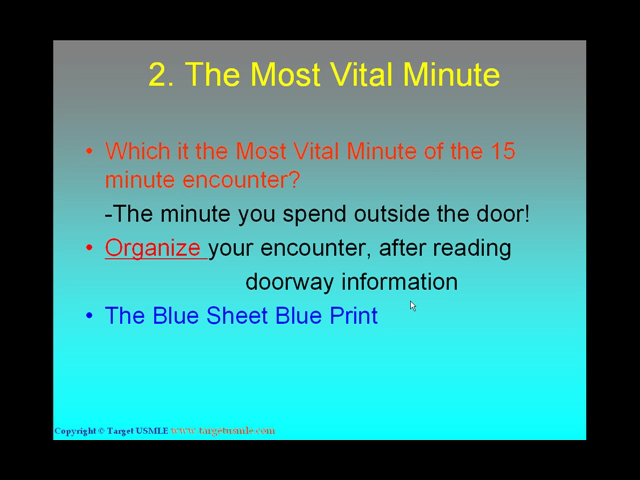 2. The Most Vital Minute
• Which it the Most Vital Minute of the 15
minute encounter?
-The minute you spend outside the door!
• Organize your encounter, after reading
doorway information
• The Blue Sheet Blue Print
Copyright © Target USMLE www.targetusmle.com